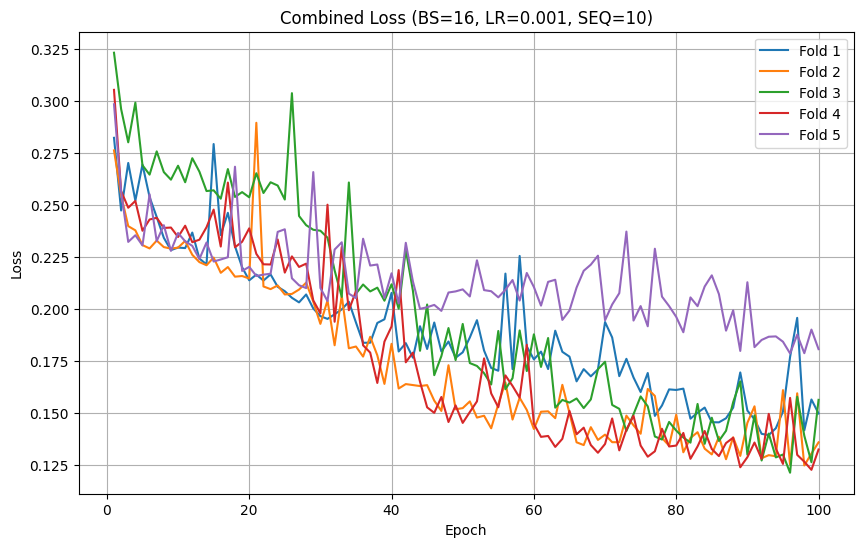 Combined Loss (BS=16, LR=0.001, SEQ=10)
Fold 1
Fold 2
Fold 3
Fold 4
Fold 5
Loss
0.325
0.300
0.275
0.250
0.225
0.200
0.175
0.150
0.125
0 20 40 60 80 100
Epoch